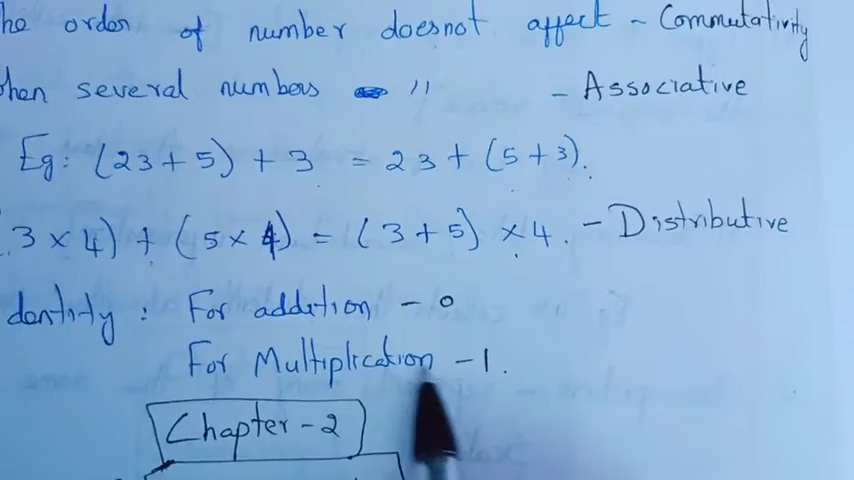 he order of number doesnot affect - Commutativity
hen several numbers " - Associative
Eg: (23 + 5) + 3 = 23 + (5 + 3).
3 × 4) + (5 × 4) = (3 + 5) × 4. - Distributive
dentity : For addition - 0
For Multiplication - 1.
Chapter - 2